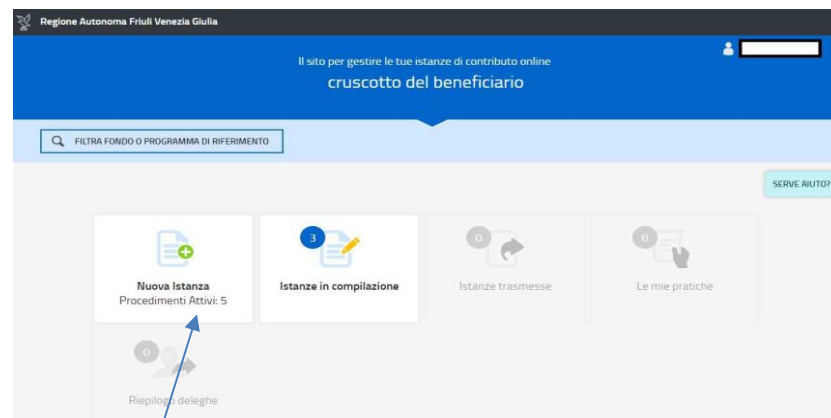 Regione Autonoma Friuli Venezia Giulia
Il sito per gestire le tue istanze di contributo online
cruscotto del beneficiario
FILTRA FONDO O PROGRAMMA DI RIFERIMENTO
SERVE AIUTO?
Nuova Istanza
Procedimenti Attivi: 5
3
Istanze in compilazione
0
Istanze trasmesse
0
Le mie pratiche
0
Riepilogo deleghe